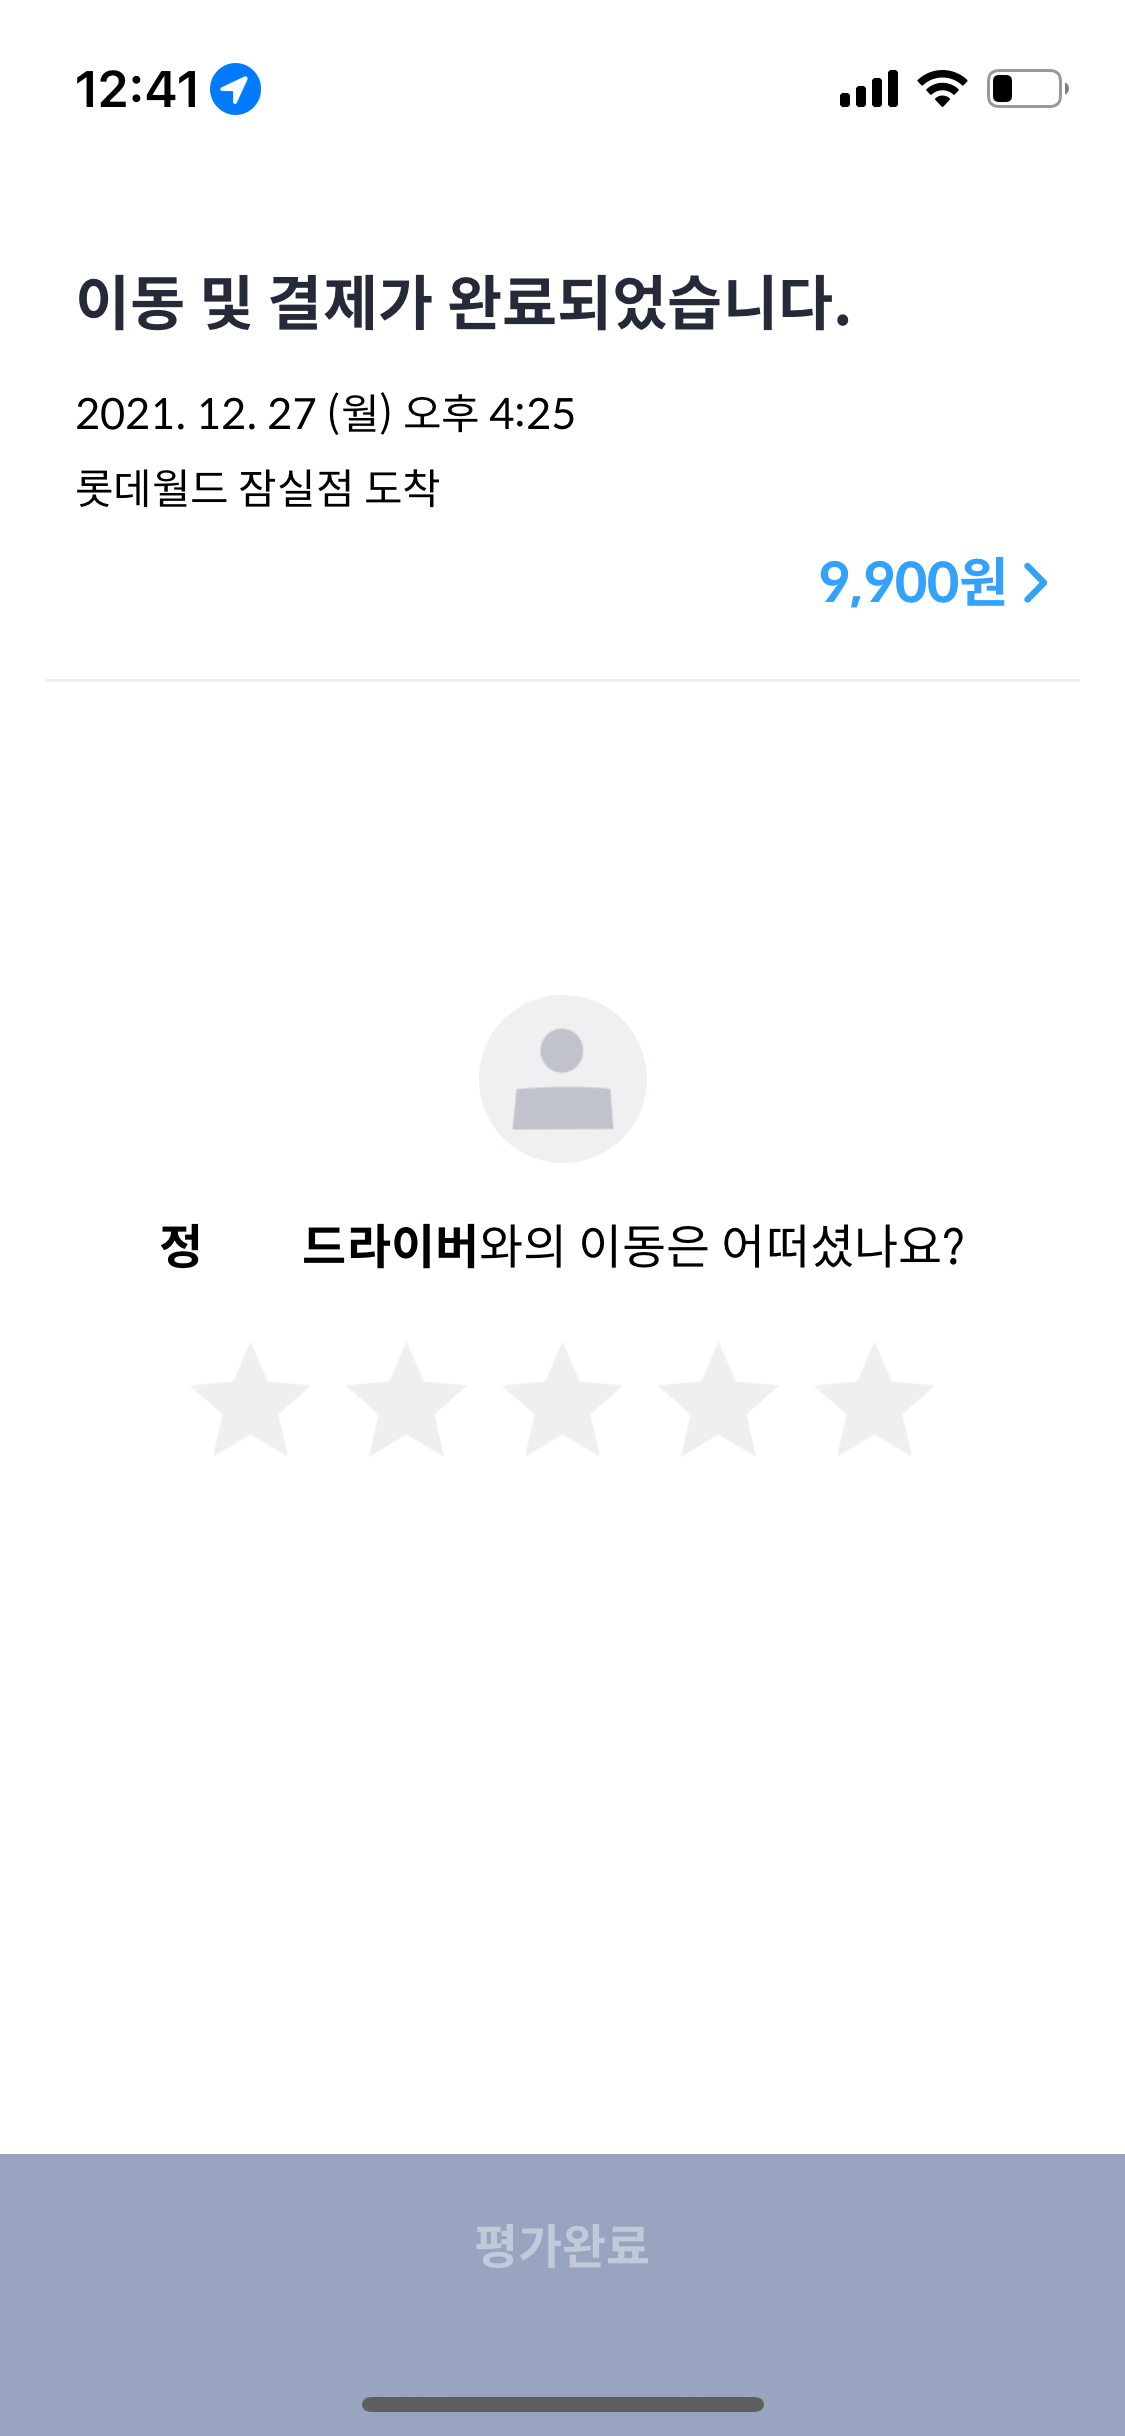 12:41
이동 및 결제가 완료되었습니다.
2021. 12. 27 (월) 오후 4:25
롯데월드 잠실점 도착
9,900원
정 드라이버와의 이동은 어떠셨나요?
평가완료